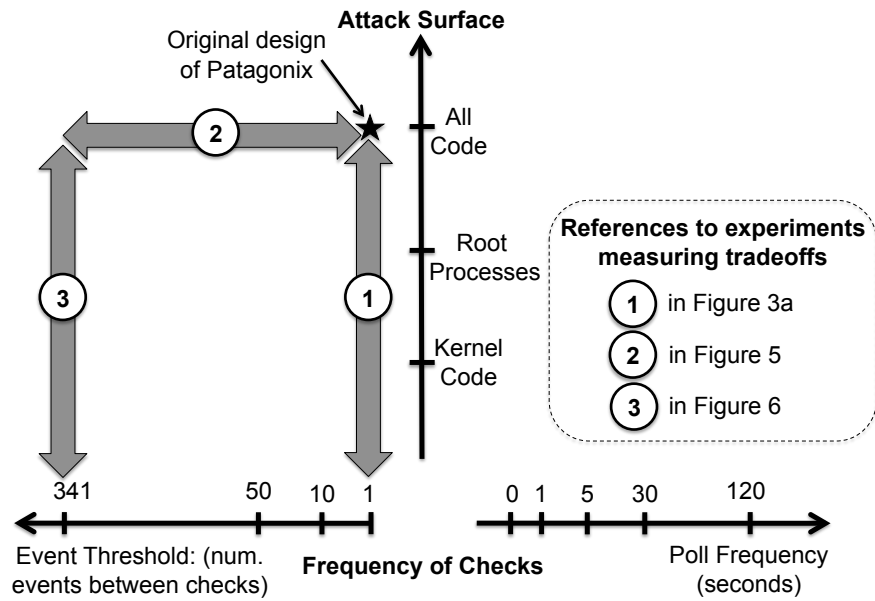 Attack Surface
Original design
of Patagonix
All
Code
2
Root
Processes
References to experiments
measuring tradeoffs
3
1
1 in Figure 3a
Kernel
Code
2 in Figure 5
3 in Figure 6
341 50 10 1 0 1 5 30 120
Event Threshold: (num.
events between checks)
Frequency of Checks
Poll Frequency
(seconds)